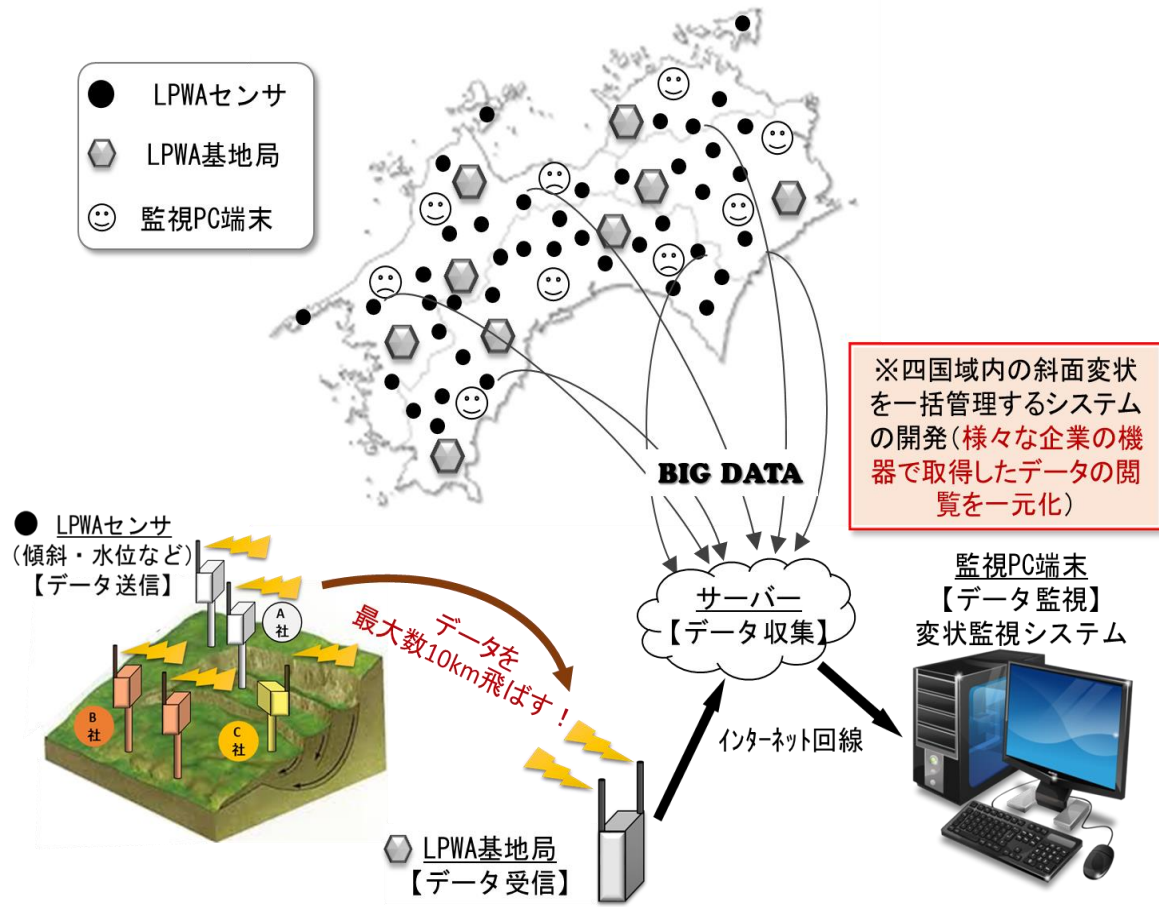 LPWAセンサ
LPWA基地局
監視PC端末
※四国域内の斜面変状
を一括管理するシステム
の開発(様々な企業の機
器で取得したデータの閲
覧を一元化)
BIG DATA
LPWAセンサ
(傾斜・水位など)
【データ送信】
A
社
B
社
C
社
データを
最大数10km飛ばす！
サーバー
【データ収集】
監視PC端末
【データ監視】
変状監視システム
インターネット回線
LPWA基地局
【データ受信】